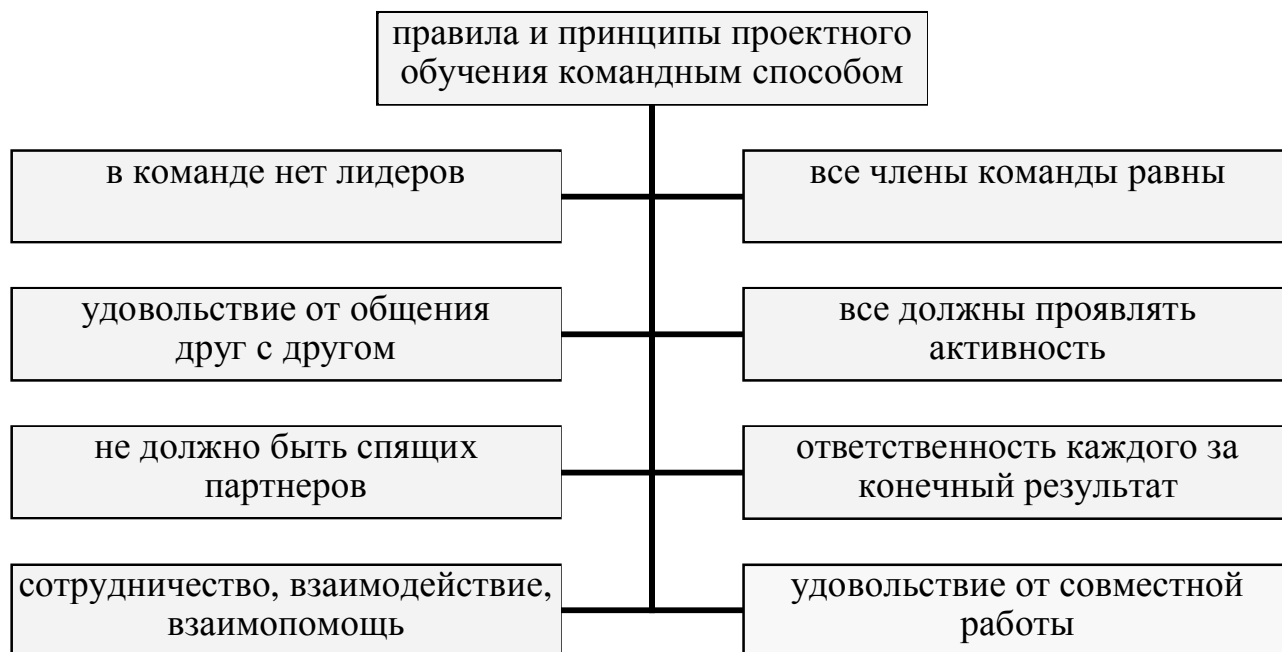 правила и принципы проектного
обучения командным способом
в команде нет лидеров
все члены команды равны
удовольствие от общения
друг с другом
все должны проявлять
активность
не должно быть спящих
партнеров
ответственность каждого за
конечный результат
сотрудничество, взаимодействие,
взаимопомощь
удовольствие от совместной
работы